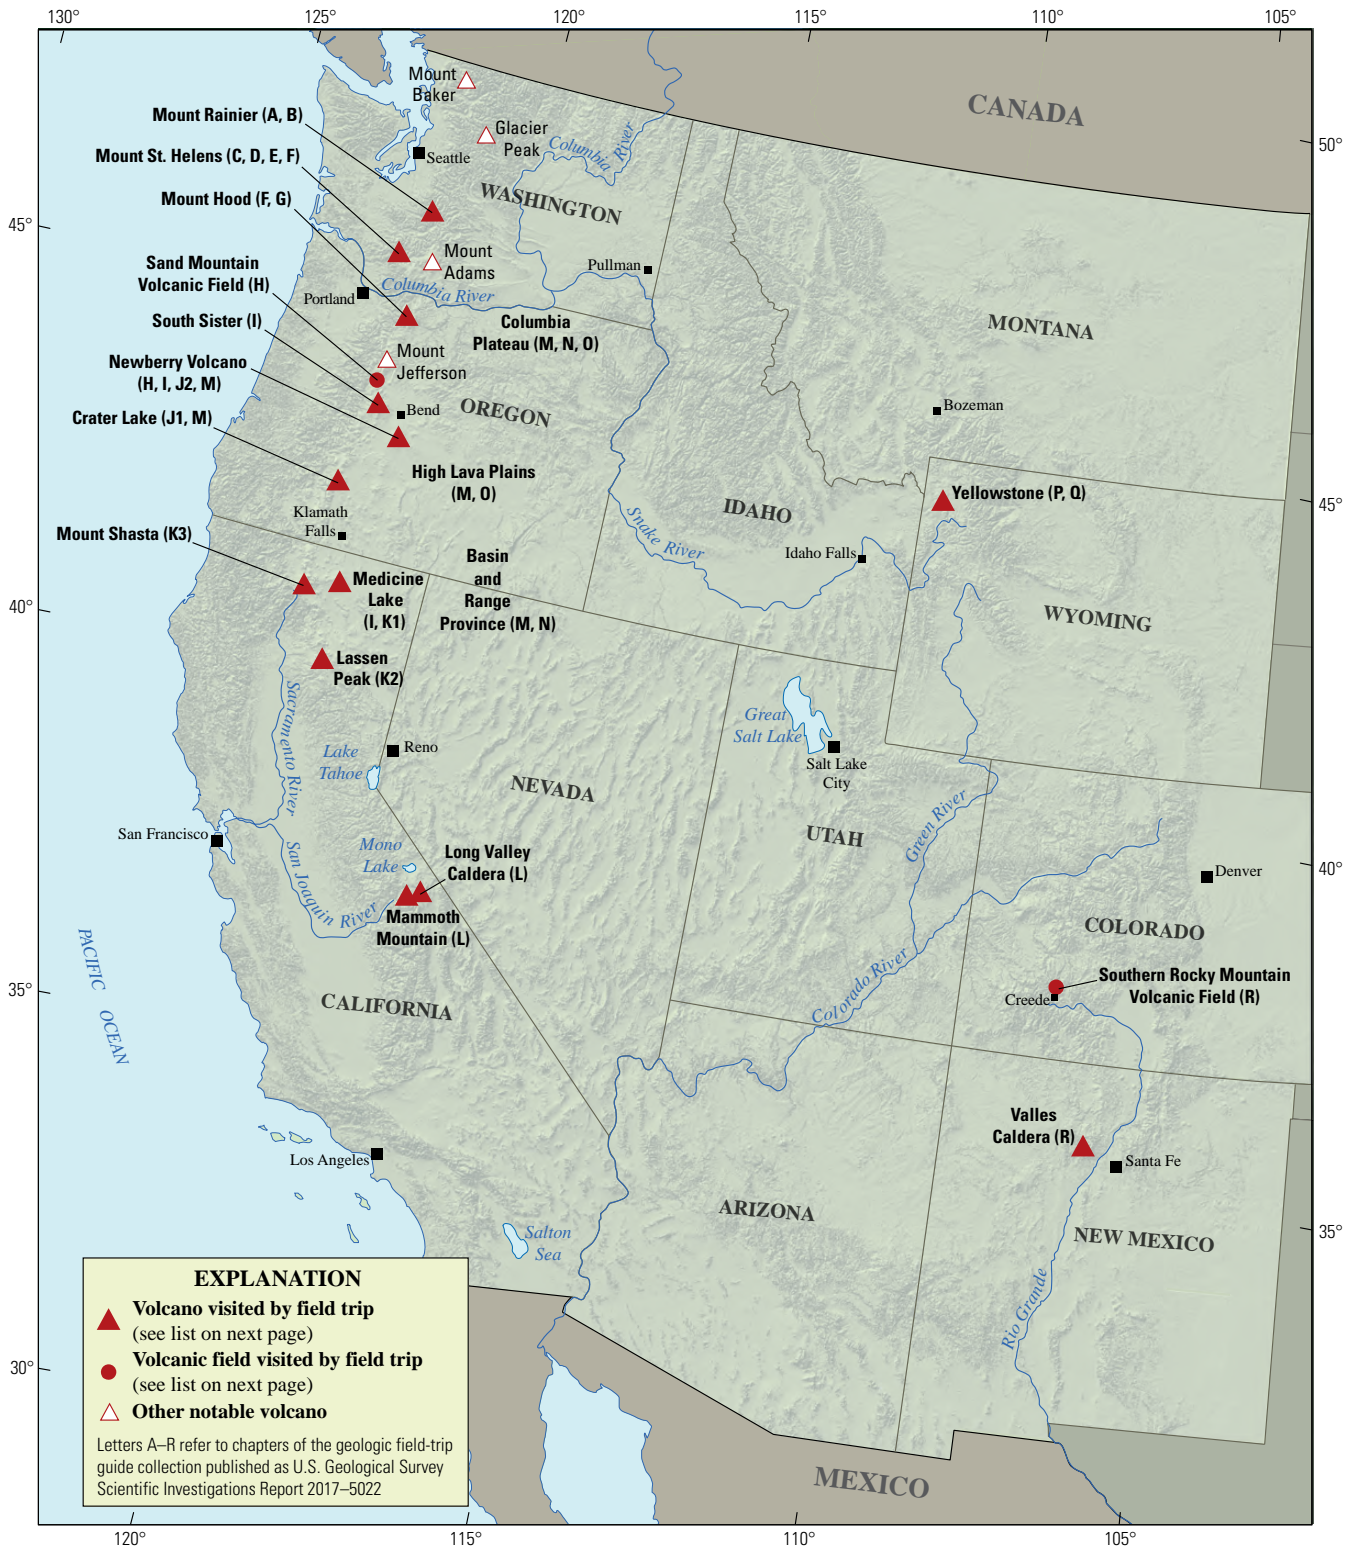 130°
125°
120°
115°
110°
105°
Mount
Baker
CANADA
Mount Rainier (A, B)
Glacier
Peak
Columbia
River
50°
Seattle
Mount St. Helens (C, D, E, F)
WASHINGTON
Mount Hood (F, G)
45°
Mount
Adams
Pullman
Sand Mountain
Volcanic Field (H)
Columbia River
Portland
South Sister (I)
Columbia
Plateau (M, N, O)
MONTANA
Mount
Jefferson
Newberry Volcano
(H, I, J2, M)
Bend
OREGON
Bozeman
Crater Lake (J1, M)
High Lava Plains
(M, O)
Yellowstone (P, Q)
45°
IDAHO
Klamath
Falls
Snake River
Mount Shasta (K3)
Idaho Falls
Basin
and
Range
Province (M, N)
Medicine
Lake
(I, K1)
40°
WYOMING
Lassen
Peak (K2)
Sacramento River
Great
Salt Lake
Lake
Tahoe
Reno
Salt Lake
City
NEVADA
Green River
San Francisco
UTAH
Mono
Lake
Long Valley
Caldera (L)
San Joaquin River
40°
Denver
Mammoth
Mountain (L)
COLORADO
PACIFIC OCEAN
Colorado River
Southern Rocky Mountain
Volcanic Field (R)
35°
Creede
CALIFORNIA
Valles
Caldera (R)
Los Angeles
Santa Fe
ARIZONA
Salton
Sea
35°
NEW MEXICO
Rio Grande
EXPLANATION
Volcano visited by field trip
(see list on next page)
Volcanic field visited by field trip
(see list on next page)
Other notable volcano
Letters A–R refer to chapters of the geologic field-trip
guide collection published as U.S. Geological Survey
Scientific Investigations Report 2017–5022
30°
MEXICO
120°
115°
110°
105°